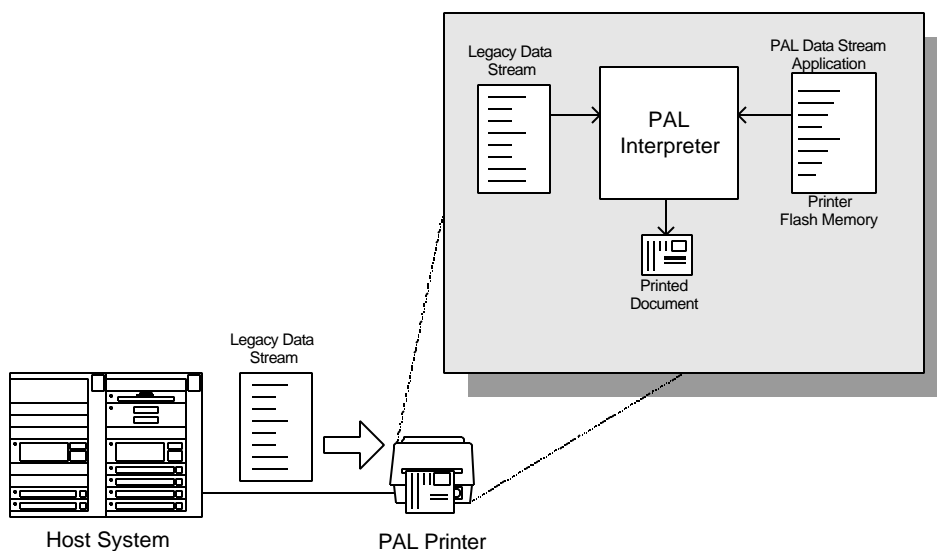 Legacy Data
Stream
PAL Data Stream
Application
PAL
Interpreter
Printer
Flash Memory
Printed
Document
Legacy Data
Stream
Host System
PAL Printer